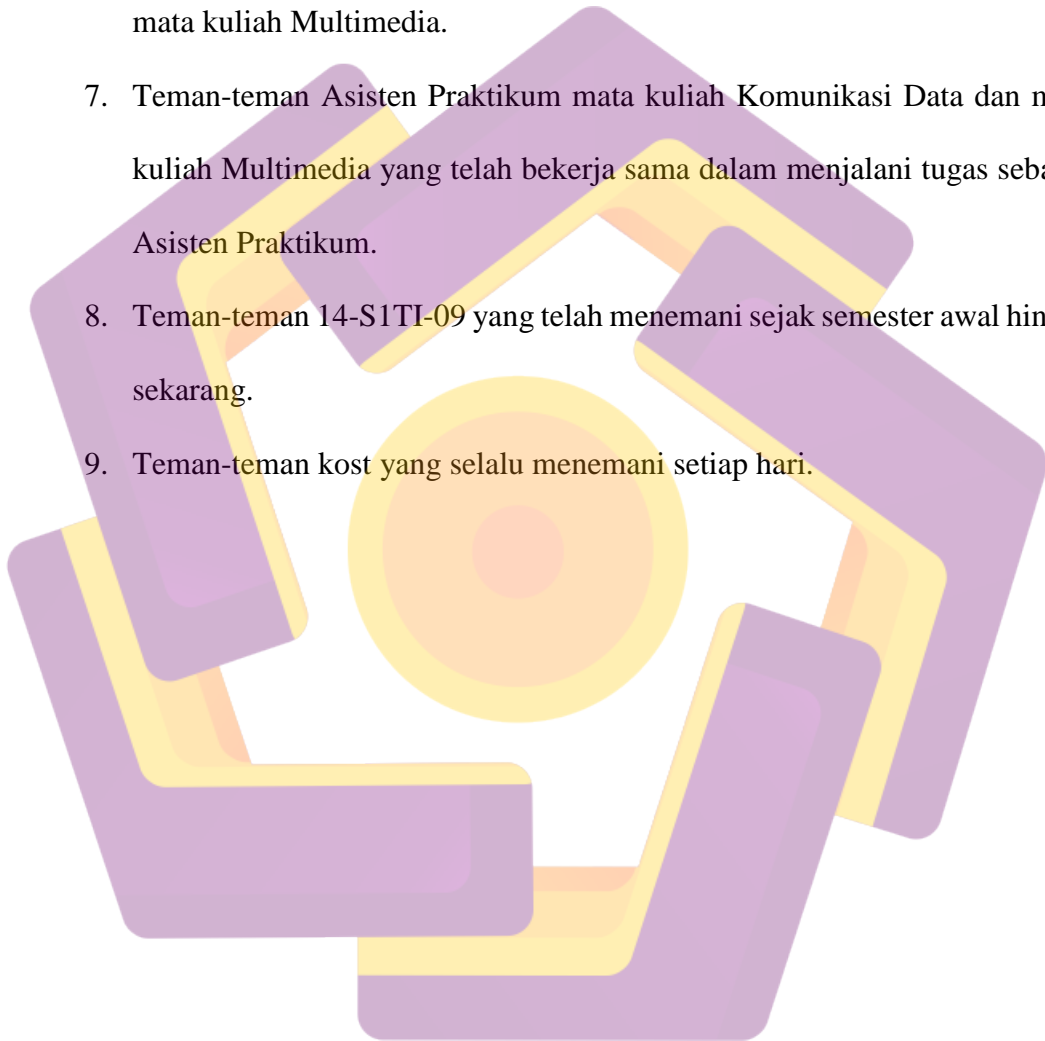 mata kuliah Multimedia.
7. Teman-teman Asisten Praktikum mata kuliah Komunikasi Data dan
kuliah Multimedia yang telah bekerja sama dalam menjalani tugas
Asisten Praktikum.
8. Teman-teman 14-S1TI-09 yang telah menemani sejak semester awal
sekarang.
9. Teman-teman kost yang selalu menemani setiap hari.